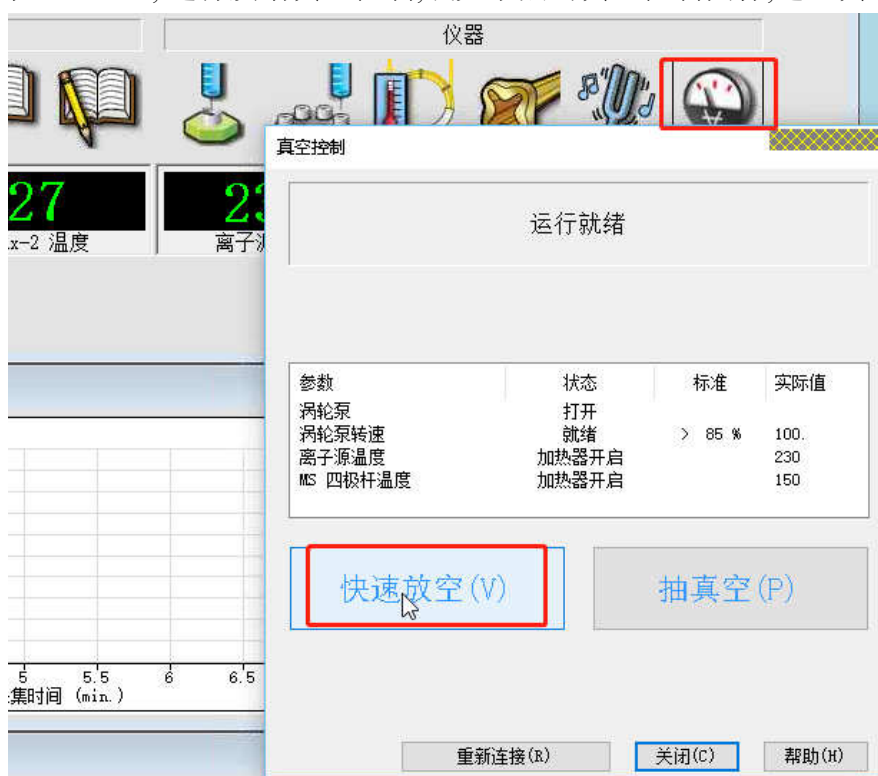 仪器
真空控制
27
x-2 温度
离子
运行就绪
参数 状态 标准 实际值
涡轮泵 打开
涡轮泵转速 就绪 > 85 % 100.
离子源温度 加热器开启 230
MS 四极杆温度 加热器开启 150
快速放空(V) 抽真空(P)
5 5.5 6 6.5
集时间 (min.)
重新连接(R) 关闭(C) 帮助(H)